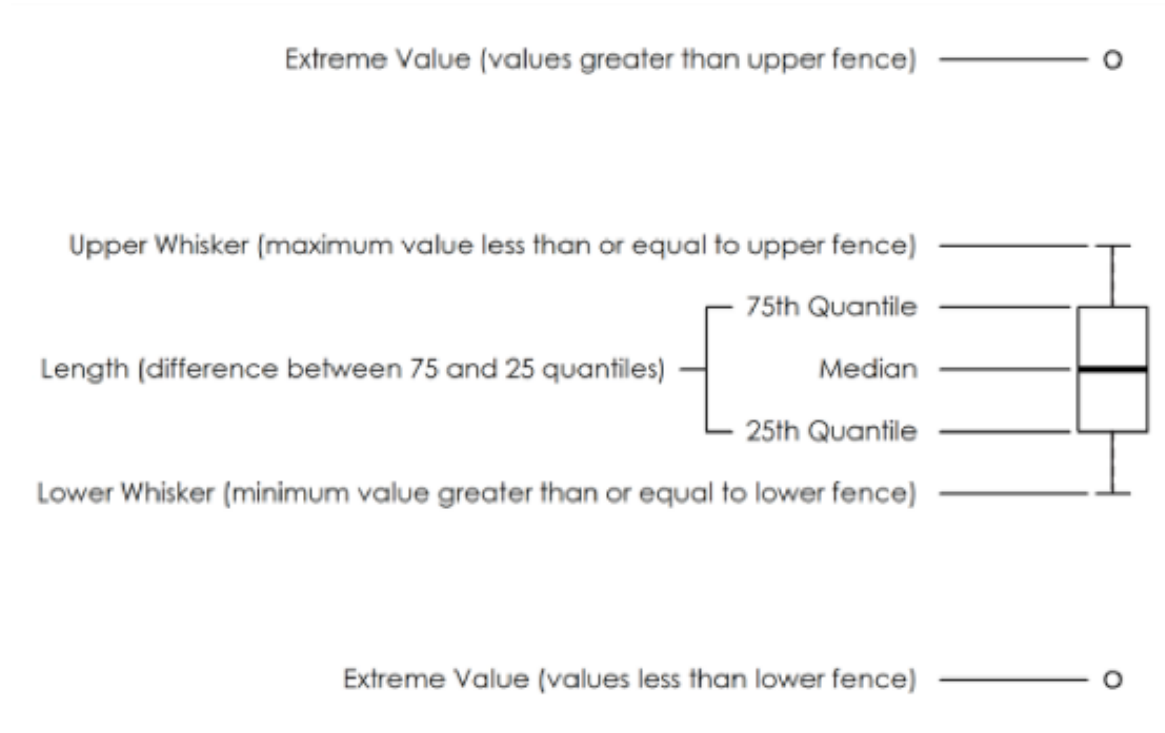 Extreme Value (values greater than upper fence)
Upper Whisker (maximum value less than or equal to upper fence)
75th Quantile
Length (difference between 75 and 25 quantiles)
Median
25th Quantile
Lower Whisker (minimum value greater than or equal to lower fence)
Extreme Value (values less than lower fence)